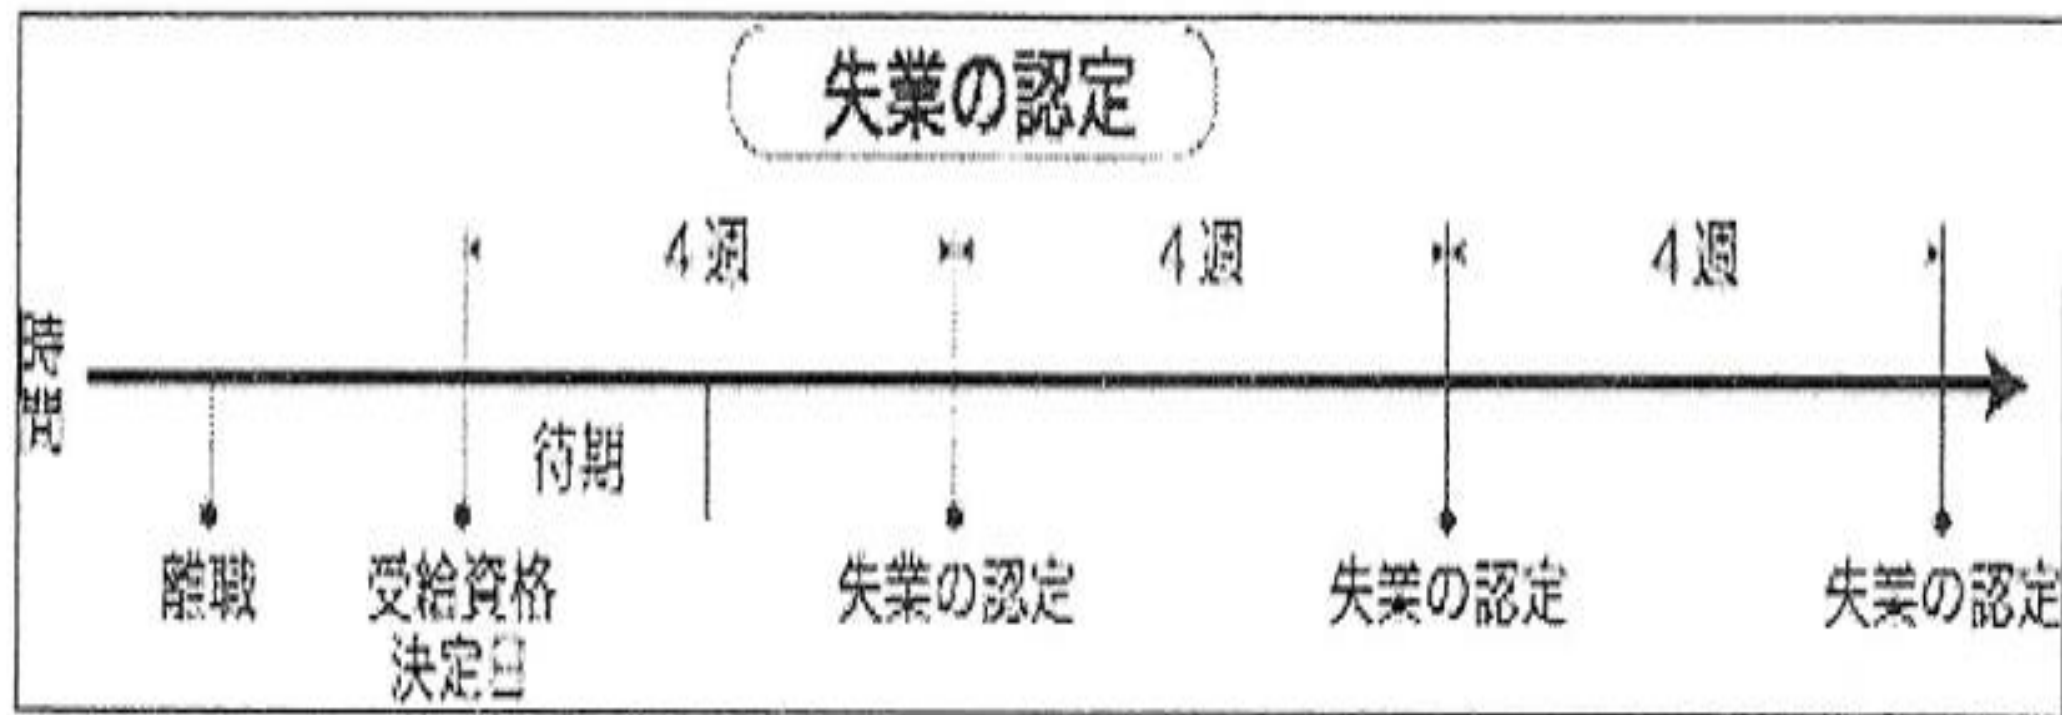 失業の認定
4週 4週 4週
時間
待期
離職 受給資格 失業の認定 失業の認定 失業の認定
決定日